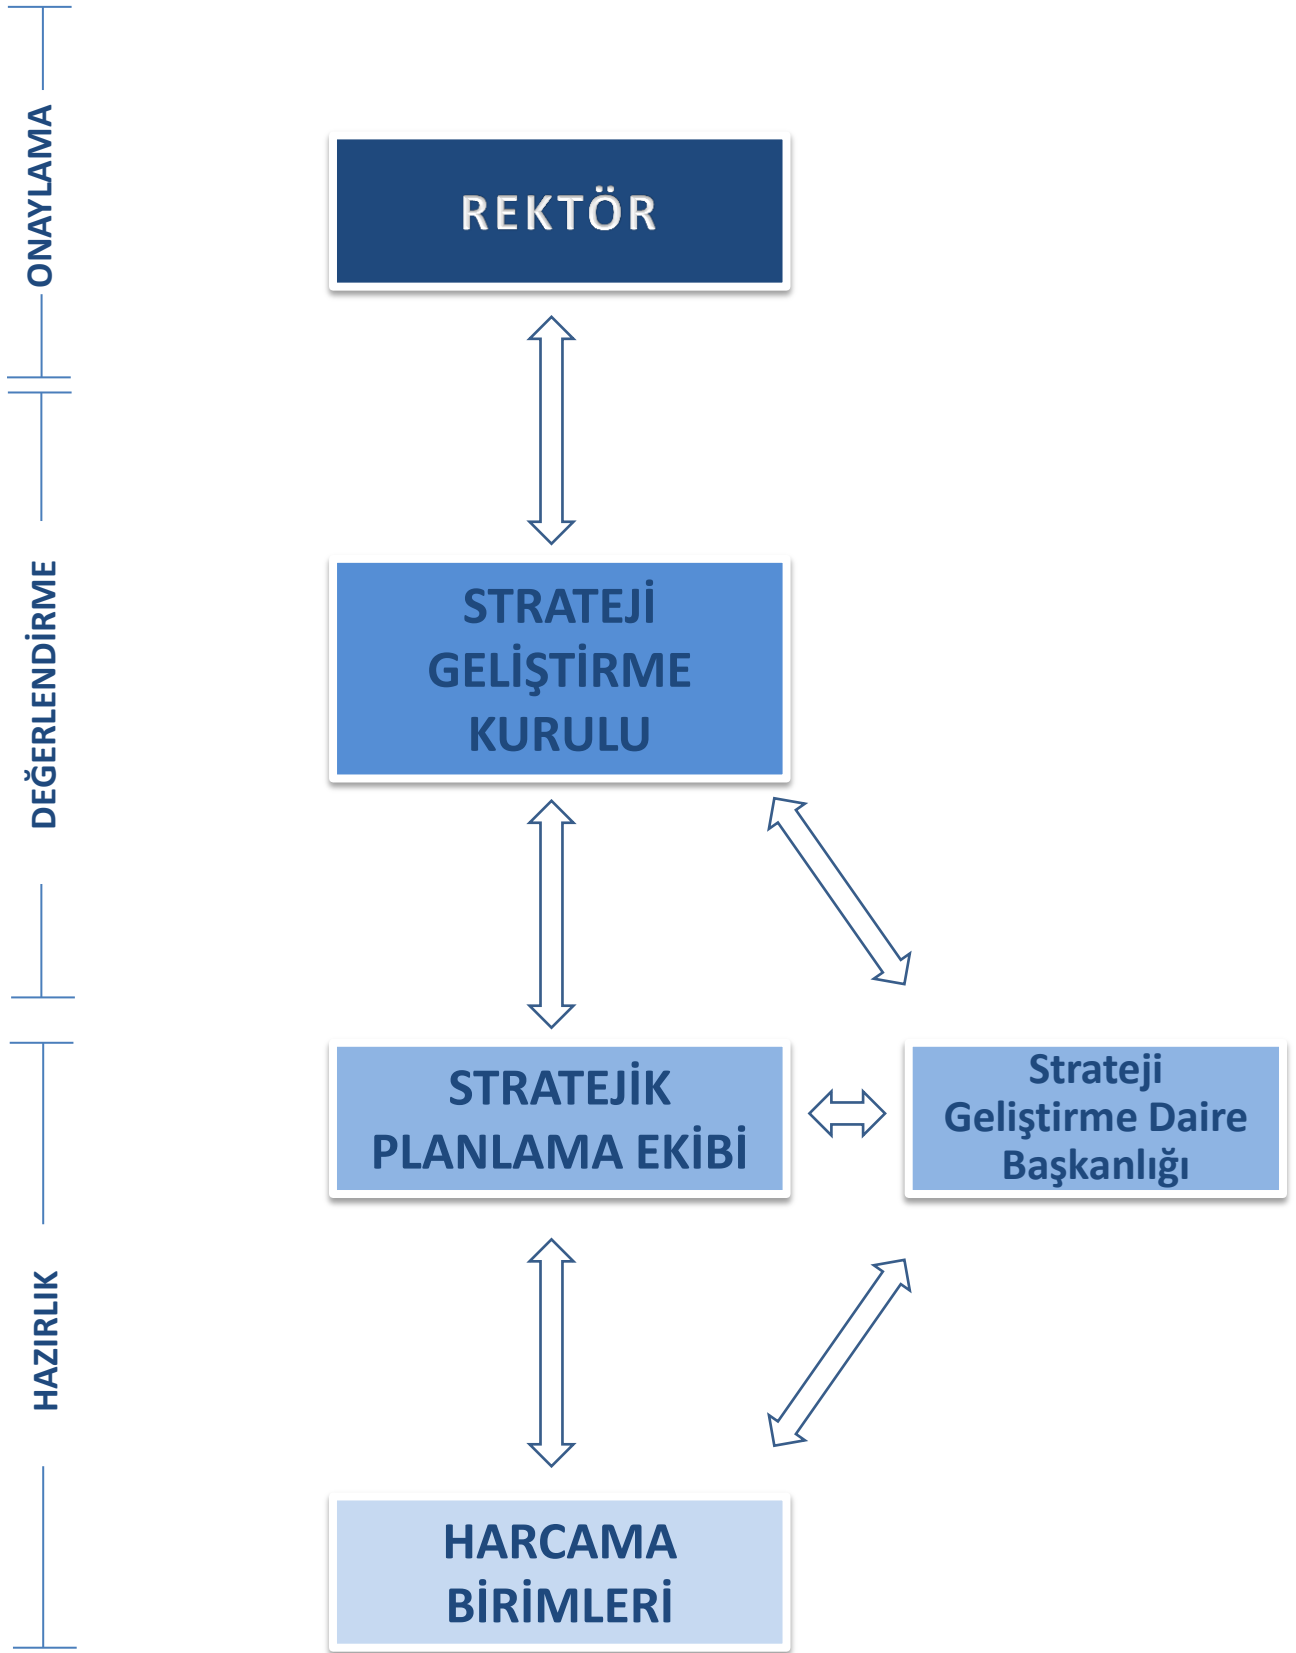 ONAYLAMA
REKTÖR
DEĞERLENDİRME
STRATEJİ
GELİŞTİRME
KURULU
HAZIRLIK
STRATEJİK
PLANLAMA EKİBİ
Strateji
Geliştirme Daire
Başkanlığı
HARCAMA
BİRİMLERİ